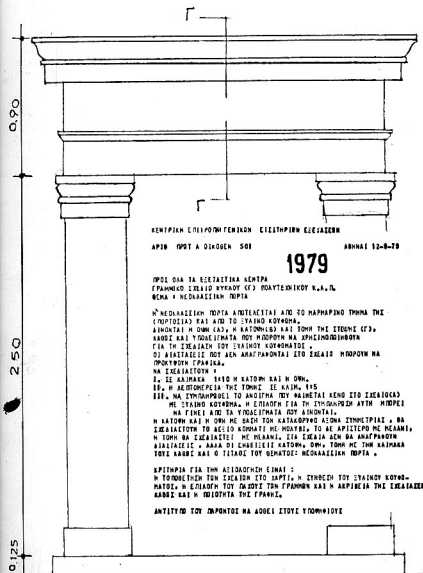 Γ
0.90
Γ
ΚΕΝΤΡΙΚΗ ΕΠΙΤΡΟΠΗ ΓΕΝΙΚΩΝ ΕΙΣΙΤΗΡΙΩΝ ΕΞΕΤΑΣΕΩΝ
ΑΡΙΘ ΠΡΩΤ Α ΟΙΚΟΘΕΝ 501 ΑΘΗΝΑΙ 12-9-79
1979
ΠΡΟΣ ΟΛΑ ΤΑ ΕΞΕΤΑΣΤΙΚΑ ΚΕΝΤΡΑ
ΓΡΑΜΜΙΚΟ ΣΧΕΔΙΟ ΚΥΚΛΟΥ (Γ) ΠΟΛΥΤΕΧΝΙΚΟΥ Κ.Α.Π.
ΘΕΜΑ : ΝΕΟΚΛΑΣΣΙΚΗ ΠΟΡΤΑ
Η ΝΕΟΚΛΑΣΣΙΚΗ ΠΟΡΤΑ ΑΠΟΤΕΛΕΙΤΑΙ ΑΠΟ ΤΟ ΜΑΡΜΑΡΙΝΟ ΤΜΗΜΑ ΤΗΣ
(ΠΟΡΤΟΣΙΑ) ΚΑΙ ΑΠΟ ΤΟ ΞΥΛΙΝΟ ΚΟΥΦΩΜΑ.
ΔΙΝΟΝΤΑΙ Η ΟΨΗ (Α), Η ΚΑΤΟΨΗ(Β) ΚΑΙ ΤΟΜΗ ΤΗΣ ΣΤΕΨΗΣ (Γ),
ΚΑΘΩΣ ΚΑΙ ΥΠΟΔΕΙΓΜΑΤΑ ΠΟΥ ΜΠΟΡΟΥΝ ΝΑ ΧΡΗΣΙΜΟΠΟΙΗΘΟΥΝ
ΓΙΑ ΤΗ ΣΧΕΔΙΑΣΗ ΤΟΥ ΞΥΛΙΝΟΥ ΚΟΥΦΩΜΑΤΟΣ .
ΟΙ ΔΙΑΣΤΑΣΕΙΣ ΠΟΥ ΔΕΝ ΑΝΑΓΡΑΦΟΝΤΑΙ ΣΤΟ ΣΧΕΔΙΟ ΜΠΟΡΟΥΝ ΝΑ
ΠΡΟΚΥΨΟΥΝ ΓΡΑΦΙΚΑ.
ΝΑ ΣΧΕΔΙΑΣΤΟΥΝ :
Ι. ΣΕ ΚΛΙΜΑΚΑ 1:10 Η ΚΑΤΟΨΗ ΚΑΙ Η ΟΨΗ.
ΙΙ. Η ΛΕΠΤΟΜΕΡΕΙΑ ΤΗΣ ΤΟΜΗΣ ΣΕ ΚΛΙΜ. 1:5
ΙΙΙ. ΝΑ ΣΥΜΠΛΗΡΩΘΕΙ ΤΟ ΑΝΟΙΓΜΑ ΠΟΥ ΦΑΙΝΕΤΑΙ ΚΕΝΟ ΣΤΟ ΣΧΕΔΙΟ(Α)
ΜΕ ΞΥΛΙΝΟ ΚΟΥΦΩΜΑ. Η ΕΠΙΛΟΓΗ ΓΙΑ ΤΗ ΣΥΜΠΛΗΡΩΣΗ ΑΥΤΗ ΜΠΟΡΕΙ
ΝΑ ΓΙΝΕΙ ΑΠΟ ΤΑ ΥΠΟΔΕΙΓΜΑΤΑ ΠΟΥ ΔΙΝΟΝΤΑΙ.
Η ΚΑΤΟΨΗ ΚΑΙ Η ΟΨΗ ΜΕ ΒΑΣΗ ΤΟΝ ΚΑΤΑΚΟΡΥΦΟ ΑΞΟΝΑ ΣΥΜΜΕΤΡΙΑΣ , ΘΑ
ΣΧΕΔΙΑΣΤΟΥΝ ΤΟ ΔΕΞΙΟ ΚΟΜΜΑΤΙ ΜΕ ΜΟΛΥΒΙ, ΤΟ ΔΕ ΑΡΙΣΤΕΡΟ ΜΕ ΜΕΛΑΝΙ,
Η ΤΟΜΗ ΘΑ ΣΧΕΔΙΑΣΤΕΙ ΜΕ ΜΕΛΑΝΙ. ΣΤΑ ΣΧΕΔΙΑ ΔΕΝ ΘΑ ΑΝΑΓΡΑΦΟΥΝ
ΔΙΑΣΤΑΣΕΙΣ , ΑΛΛΑ ΟΙ ΕΝΔΕΙΞΕΙΣ ΚΑΤΟΨΗ, ΟΨΗ, ΤΟΜΗ ΜΕ ΤΗΝ ΚΛΙΜΑΚΑ
ΤΟΥΣ ΚΑΘΩΣ ΚΑΙ Ο ΤΙΤΛΟΣ ΤΟΥ ΘΕΜΑΤΟΣ: ΝΕΟΚΛΑΣΣΙΚΗ ΠΟΡΤΑ .
ΚΡΙΤΗΡΙΑ ΓΙΑ ΤΗΝ ΑΞΙΟΛΟΓΗΣΗ ΕΙΝΑΙ :
Η ΤΟΠΟΘΕΤΗΣΗ ΤΩΝ ΣΧΕΔΙΩΝ ΣΤΟ ΧΑΡΤΙ, Η ΣΥΝΘΕΣΗ ΤΟΥ ΞΥΛΙΝΟΥ ΚΟΥΦΩ-
ΜΑΤΟΣ, Η ΕΠΙΛΟΓΗ ΤΟΥ ΠΑΧΟΥΣ ΤΩΝ ΓΡΑΜΜΩΝ ΚΑΙ Η ΑΚΡΙΒΕΙΑ ΤΗΣ ΣΧΕΔΙΑΣΕΩΣ
ΚΑΘΩΣ ΚΑΙ Η ΠΟΙΟΤΗΤΑ ΤΗΣ ΓΡΑΦΗΣ.
ΑΝΤΙΤΥΠΟ ΤΟΥ ΠΑΡΟΝΤΟΣ ΝΑ ΔΟΘΕΙ ΣΤΟΥΣ ΥΠΟΨΗΦΙΟΥΣ
2 50
0.125